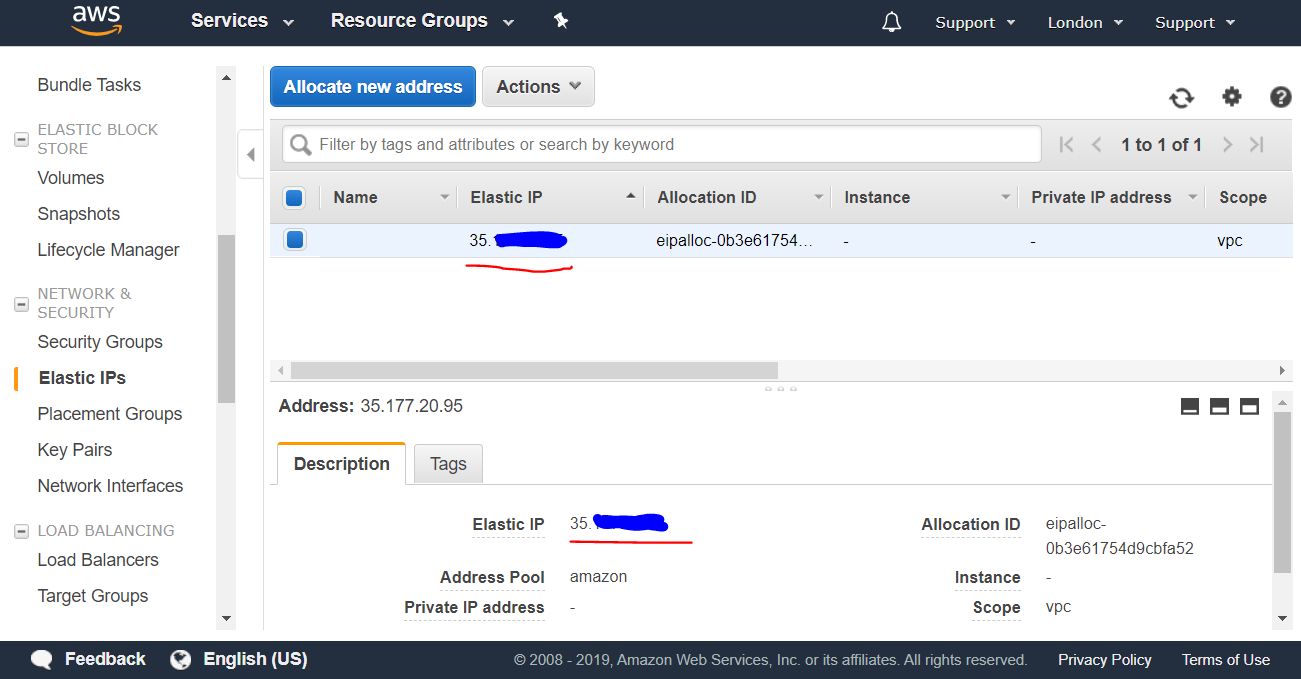 aws Services Resource Groups Support London Support
Bundle Tasks
ELASTIC BLOCK
STORE
Volumes
Snapshots
Lifecycle Manager
NETWORK &
SECURITY
Security Groups
Elastic IPs
Placement Groups
Key Pairs
Network Interfaces
LOAD BALANCING
Load Balancers
Target Groups
Allocate new address Actions
Filter by tags and attributes or search by keyword 1 to 1 of 1
Name Elastic IP Allocation ID Instance Private IP address Scope
35. eipalloc-0b3e61754... - - vpc
Address: 35.177.20.95
Description Tags
Elastic IP 35. Allocation ID eipalloc-
0b3e61754d9cbfa52
Address Pool amazon Instance -
Private IP address - Scope vpc
Feedback English (US) © 2008 - 2019, Amazon Web Services, Inc. or its affiliates. All rights reserved. Privacy Policy Terms of Use